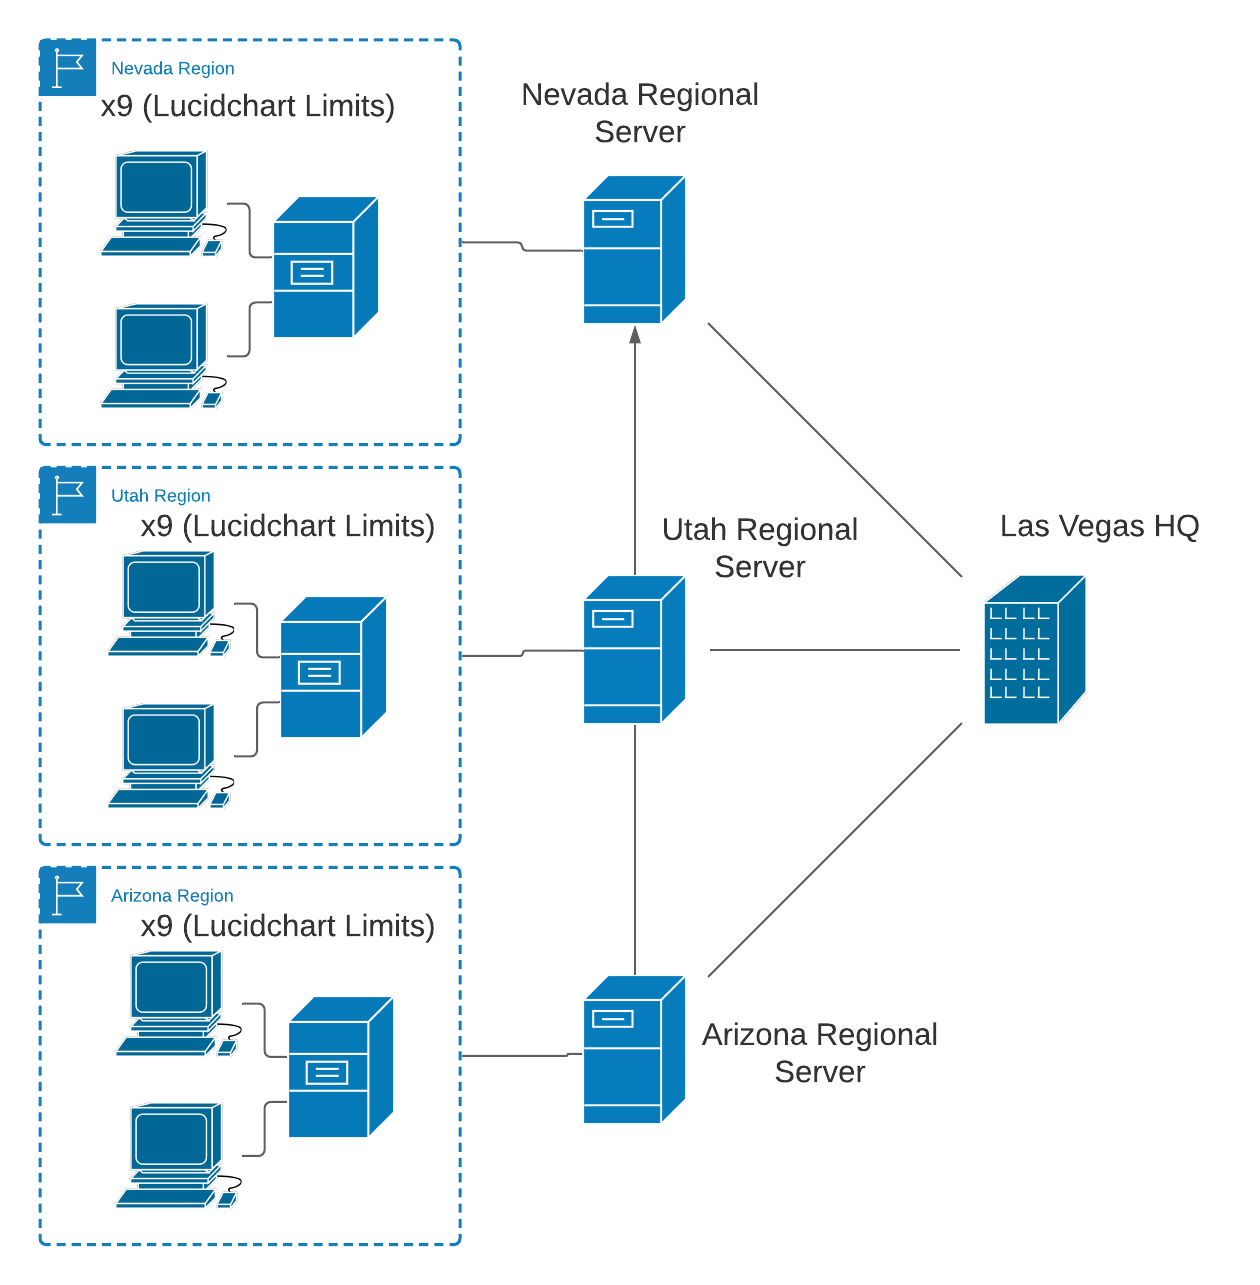 Nevada Region
x9 (Lucidchart Limits)
Nevada Regional
Server
Utah Region
x9 (Lucidchart Limits)
Utah Regional
Server
Las Vegas HQ
Arizona Region
x9 (Lucidchart Limits)
Arizona Regional
Server